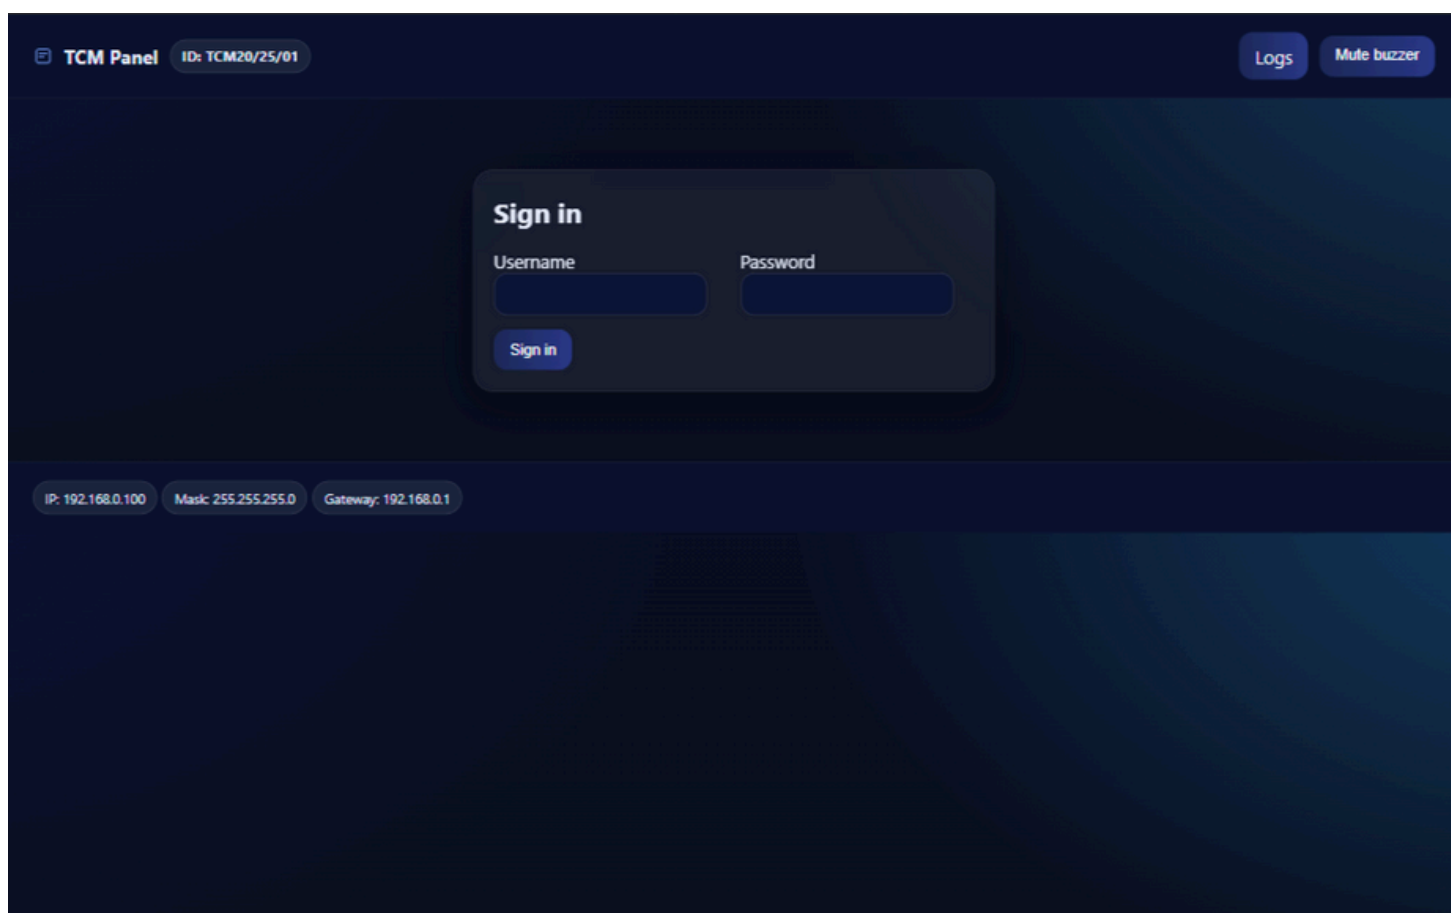 TCM Panel ID: TCM20/25/01 Logs Mute buzzer
Sign in
Username Password
Sign in
IP: 192.168.0.100 Mask: 255.255.255.0 Gateway: 192.168.0.1